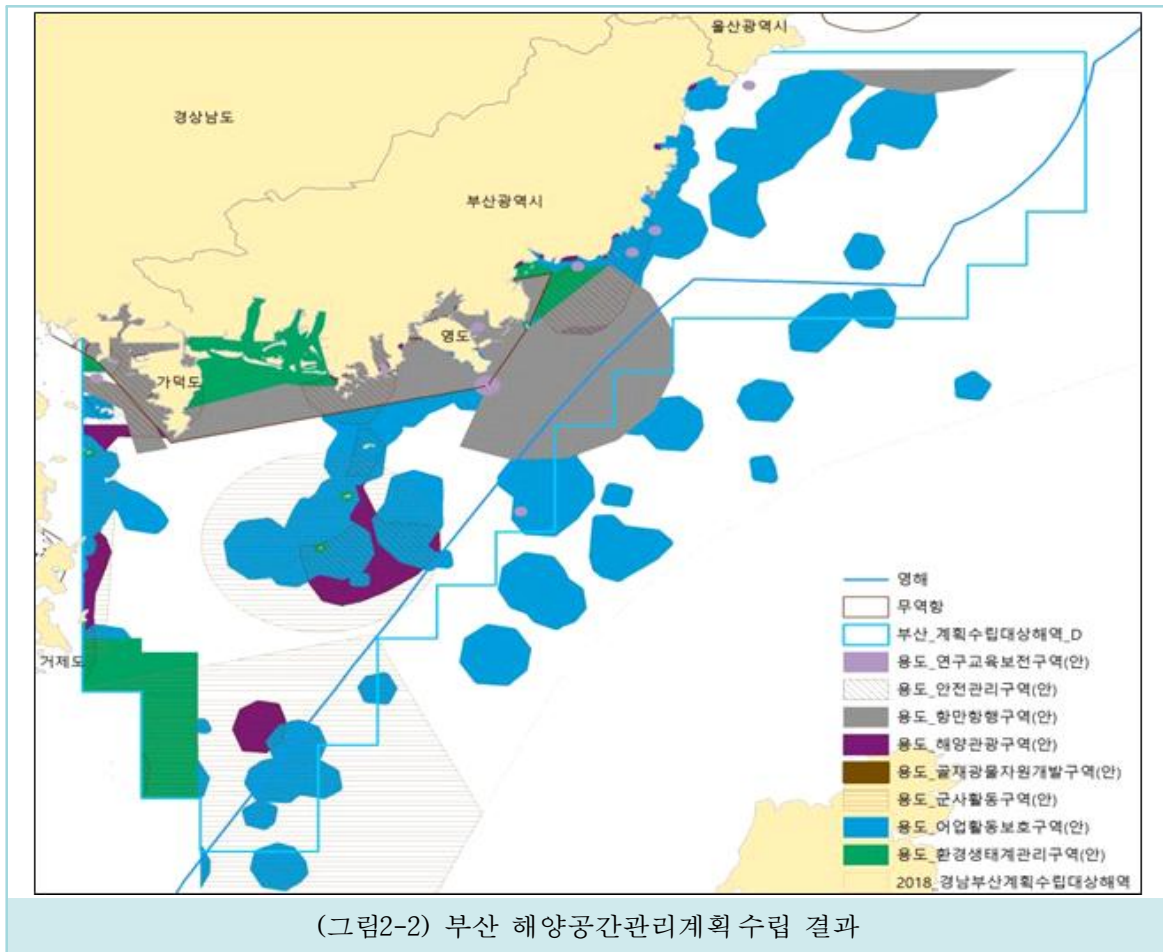 울산광역시
경상남도
부산광역시
영도
가덕도
거제도
영해
무역항
부산_계획수립대상해역_D
용도_연구교육보전구역(안)
용도_안전관리구역(안)
용도_항만항행구역(안)
용도_해양관광구역(안)
용도_골재광물자원개발구역(안)
용도_군사활동구역(안)
용도_어업활동보호구역(안)
용도_환경생태계관리구역(안)
2018_경남부산계획수립대상해역
(그림2-2) 부산 해양공간관리계획 수립 결과